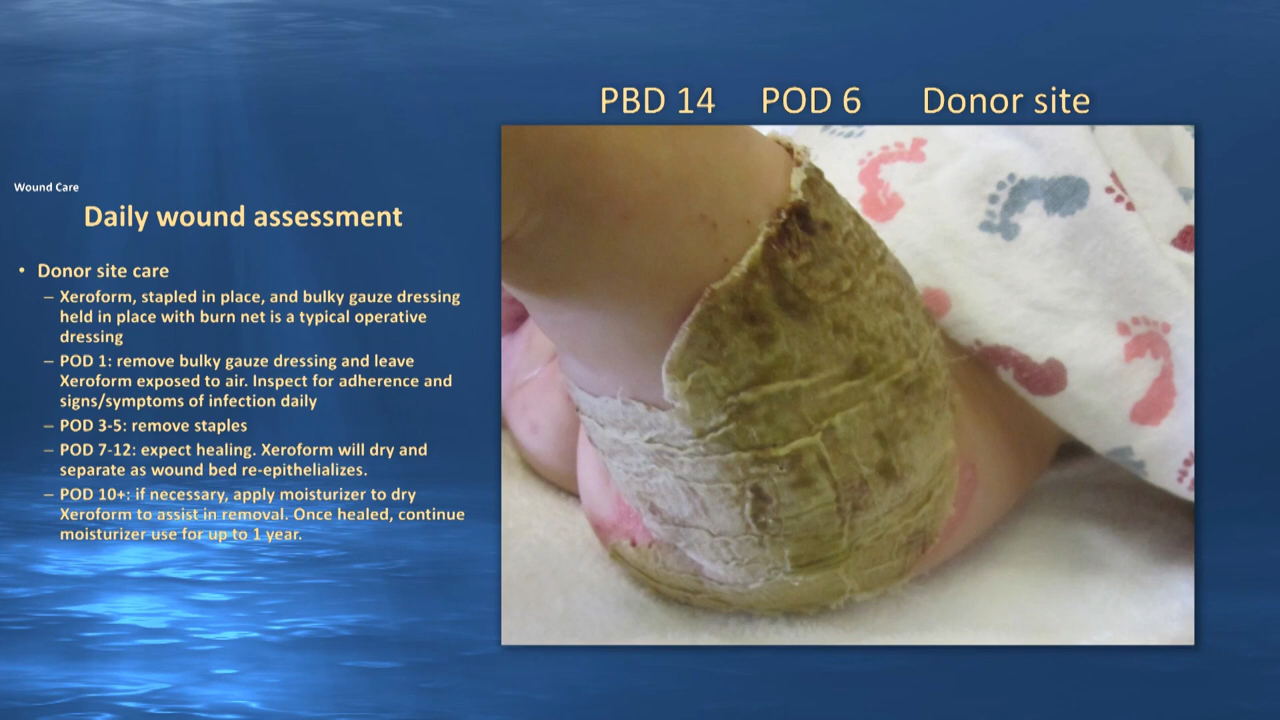 PBD 14 POD 6 Donor site
Wound Care
Daily wound assessment
• Donor site care
– Xeroform, stapled in place, and bulky gauze dressing
held in place with burn net is a typical operative
dressing
– POD 1: remove bulky gauze dressing and leave
Xeroform exposed to air. Inspect for adherence and
signs/symptoms of infection daily
– POD 3-5: remove staples
– POD 7-12: expect healing. Xeroform will dry and
separate as wound bed re-epithelializes.
– POD 10+: if necessary, apply moisturizer to dry
Xeroform to assist in removal. Once healed, continue
moisturizer use for up to 1 year.